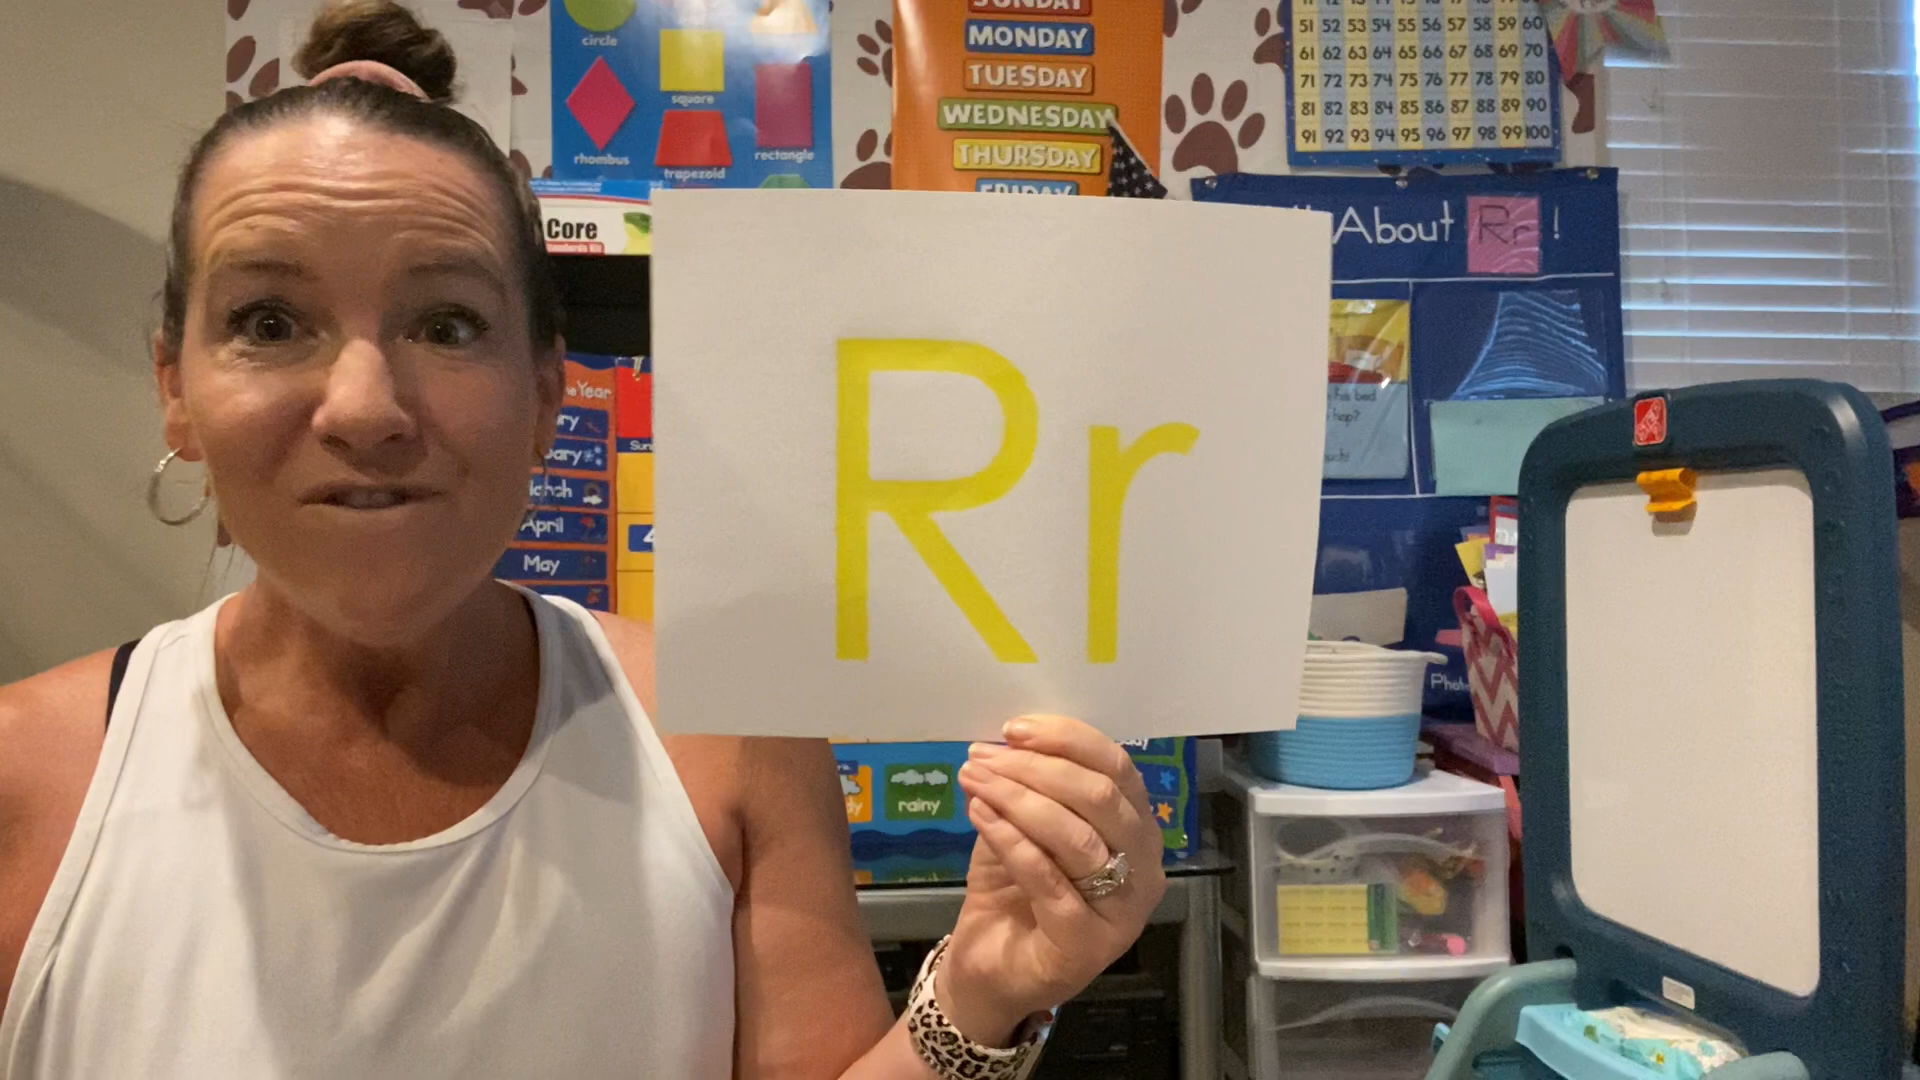 circle
square
rhombus
trapezoid
rectangle
SUNDAY
MONDAY
TUESDAY
WEDNESDAY
THURSDAY
FRIDAY
51 52 53 54 55 56 57 58 59 60
61 62 63 64 65 66 67 68 69 70
71 72 73 74 75 76 77 78 79 80
81 82 83 84 85 86 87 88 89 90
91 92 93 94 95 96 97 98 99 100
Core
About Rr !
Rr
Year
April
May
rainy